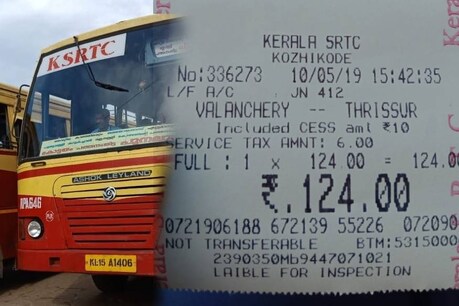 KSRTC
ASHOK LEYLAND
RPK646
KL15 A1406
KERALA SRTC
KOZHIKODE
No:336273 10/05/19 15:42:35
L/F A/C JN 412
VALANCHERY -- THRISSUR
Included CESS amt ₹10
SERVICE TAX AMNT: 6.00
FULL : 1 x 124.00 = 124.00
₹.124.00
0721906188 672139 55226 072090
NOT TRANSFERABLE BTM:5315000
2390350Mb9447071021
LAIBLE FOR INSPECTION
Kerala